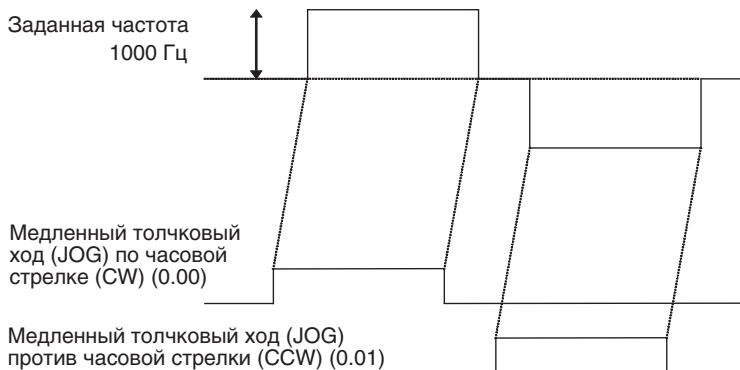 Заданная частота
1000 Гц
Медленный толчковый
ход (JOG) по часовой
стрелке (CW) (0.00)
Медленный толчковый ход (JOG)
против часовой стрелки (CCW) (0.01)